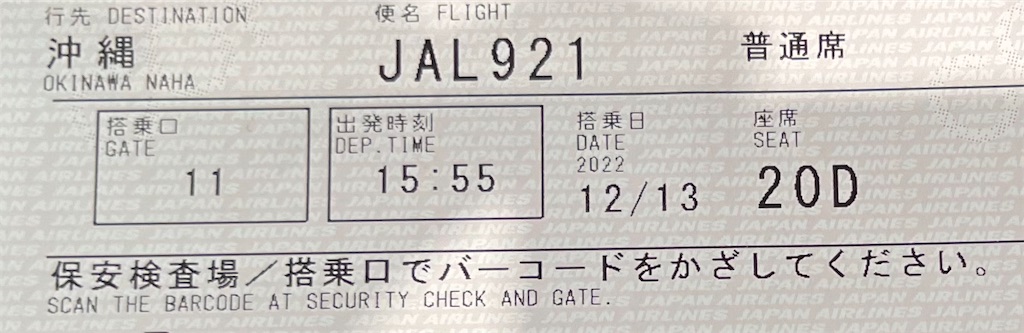 行先 DESTINATION 便名 FLIGHT
沖縄 JAL921 普通席
OKINAWA NAHA
搭乗口 出発時刻 搭乗日 座席
GATE DEP.TIME DATE SEAT
2022
11 15:55 12/13 20D
保安検査場/搭乗口でバーコードをかざしてください。
SCAN THE BARCODE AT SECURITY CHECK AND GATE.